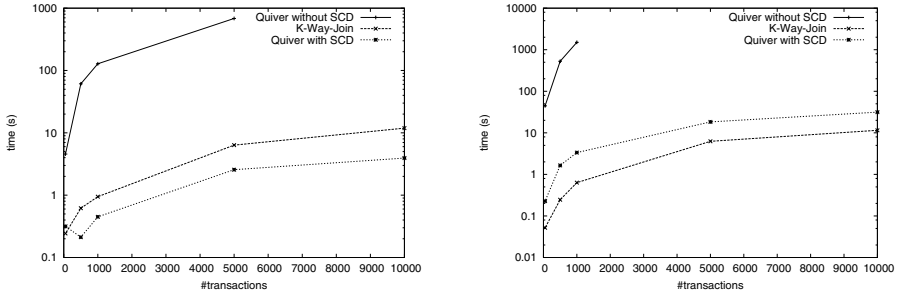 1000
100
10
1
0.1
time (s)
0 1000 2000 3000 4000 5000 6000 7000 8000 9000 10000
#transactions
Quiver without SCD
K-Way-Join
Quiver with SCD
10000
1000
100
10
1
0.1
0.01
time (s)
0 1000 2000 3000 4000 5000 6000 7000 8000 9000 10000
#transactions
Quiver without SCD
K-Way-Join
Quiver with SCD